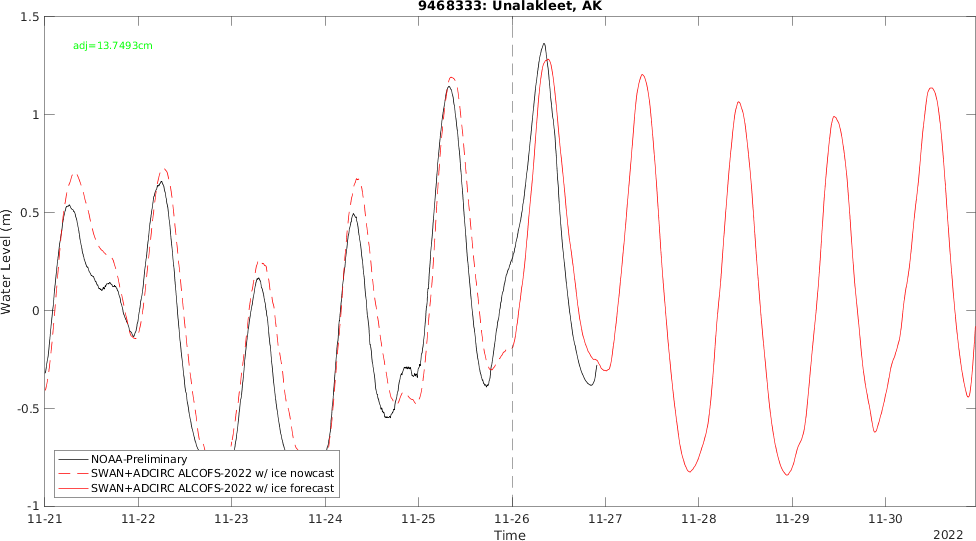 9468333: Unalakleet, AK
adj=13.7493cm
Water Level (m)
1.5
1
0.5
0
-0.5
-1
NOAA-Preliminary
SWAN+ADCIRC ALCOFS-2022 w/ ice nowcast
SWAN+ADCIRC ALCOFS-2022 w/ ice forecast
11-21 11-22 11-23 11-24 11-25 11-26 11-27 11-28 11-29 11-30
Time
2022